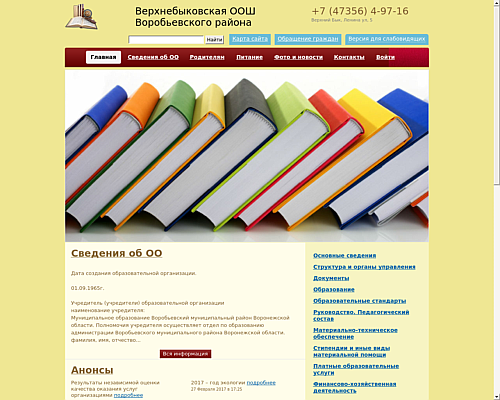 Верхнебыковская ООШ
Воробьевского района
+7 (47356) 4-97-16
Верхний Бык, Ленина ул, 5
Найти
Карта сайта
Обращение граждан
Версия для слабовидящих
Главная
Сведения об ОО
Родителям
Питание
Фото и новости
Контакты
Войти
Сведения об ОО
Дата создания образовательной организации.
01.09.1965г.
Учредитель (учредители) образовательной организации
наименование учредителя:
Муниципальное образование Воробьевский муниципальный район Воронежской
области. Полномочия учредителя осуществляет отдел по образованию
администрации Воробьевского муниципального района Воронежской области.
фамилия, имя, отчество...
Вся информация
Анонсы
Результаты независимой оценки
качества оказания услуг
организациями подробнее
2017 – год экологии подробнее
27 Февраля 2017 в 17:25
Основные сведения
Структура и органы управления
Документы
Образование
Образовательные стандарты
Руководство. Педагогический
состав
Материально-техническое
обеспечение
Стипендии и иные виды
материальной помощи
Платные образовательные
услуги
Финансово-хозяйственная
деятельность